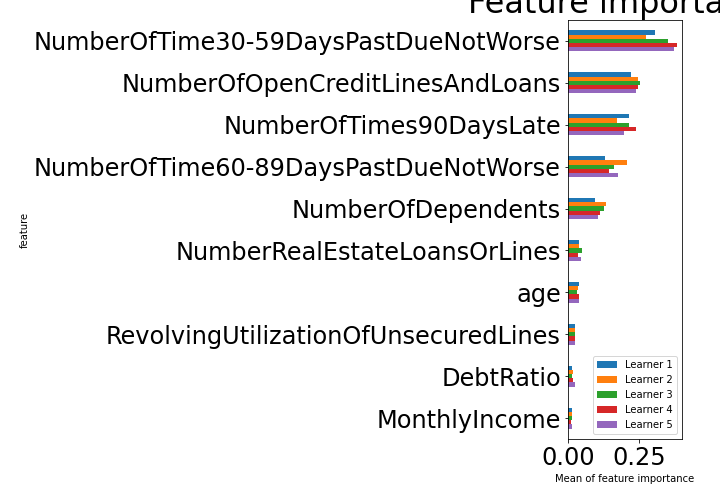 Feature importa
NumberOfTime30-59DaysPastDueNotWorse
NumberOfOpenCreditLinesAndLoans
NumberOfTimes90DaysLate
NumberOfTime60-89DaysPastDueNotWorse
NumberOfDependents
feature
NumberRealEstateLoansOrLines
age
RevolvingUtilizationOfUnsecuredLines
DebtRatio
MonthlyIncome
Learner 1
Learner 2
Learner 3
Learner 4
Learner 5
0.00 0.25
Mean of feature importance